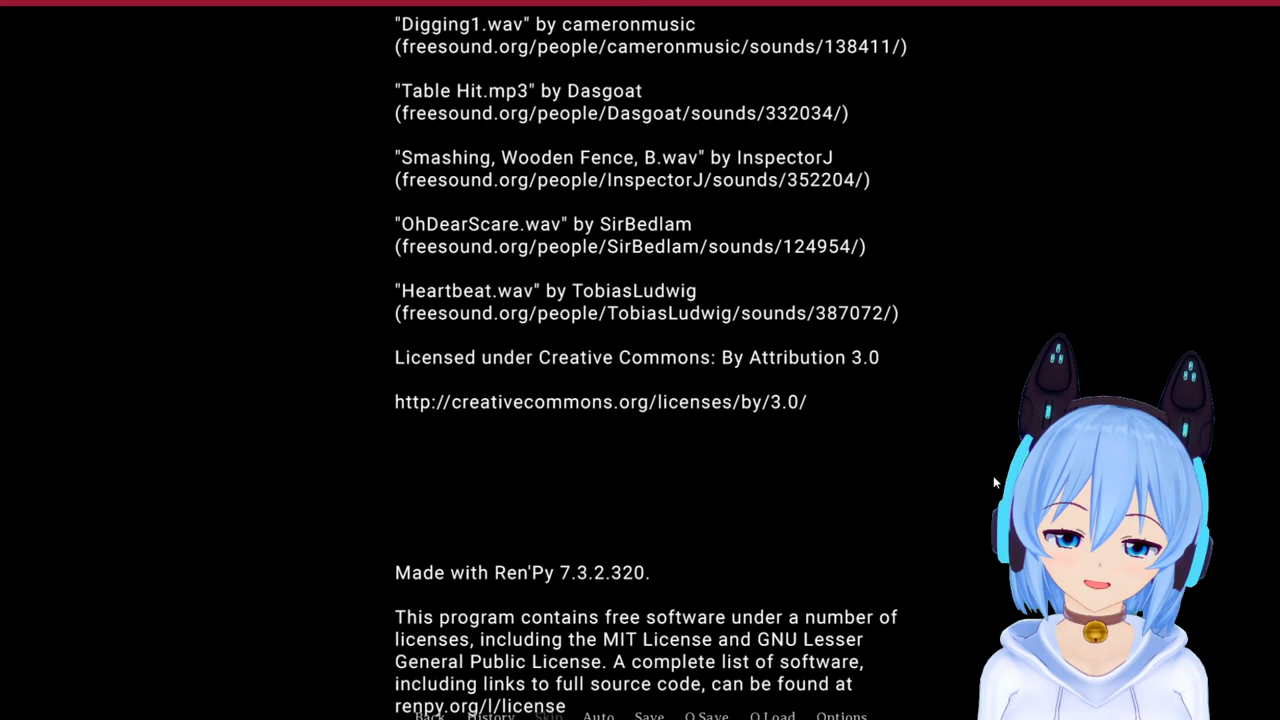 "Digging1.wav" by cameronmusic
(freesound.org/people/cameronmusic/sounds/138411/)
"Table Hit.mp3" by Dasgoat
(freesound.org/people/Dasgoat/sounds/332034/)
"Smashing, Wooden Fence, B.wav" by InspectorJ
(freesound.org/people/InspectorJ/sounds/352204/)
"OhDearScare.wav" by SirBedlam
(freesound.org/people/SirBedlam/sounds/124954/)
"Heartbeat.wav" by TobiasLudwig
(freesound.org/people/TobiasLudwig/sounds/387072/)
Licensed under Creative Commons: By Attribution 3.0
http://creativecommons.org/licenses/by/3.0/
Made with Ren'Py 7.3.2.320.
This program contains free software under a number of
licenses, including the MIT License and GNU Lesser
General Public License. A complete list of software,
including links to full source code, can be found at
renpy.org/l/license
Back History Skip Auto Save Q.Save Q.Load Options